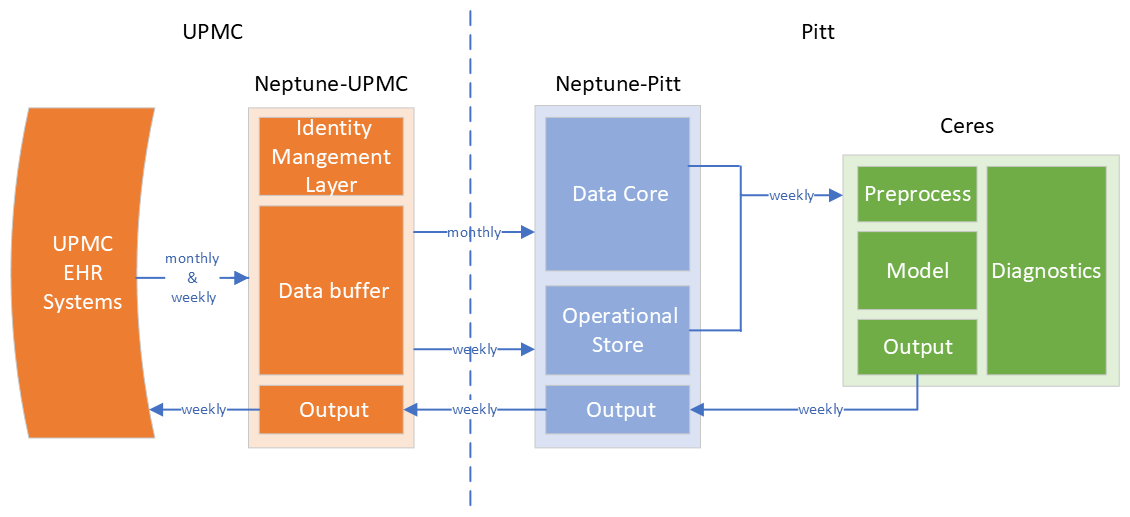 UPMC
Pitt
Neptune-UPMC
Neptune-Pitt
Ceres
UPMC
EHR
Systems
monthly
&
weekly
Identity
Mangement
Layer
Data buffer
Output
weekly
monthly
weekly
weekly
Data Core
Operational
Store
Output
weekly
weekly
Preprocess
Model
Output
Diagnostics